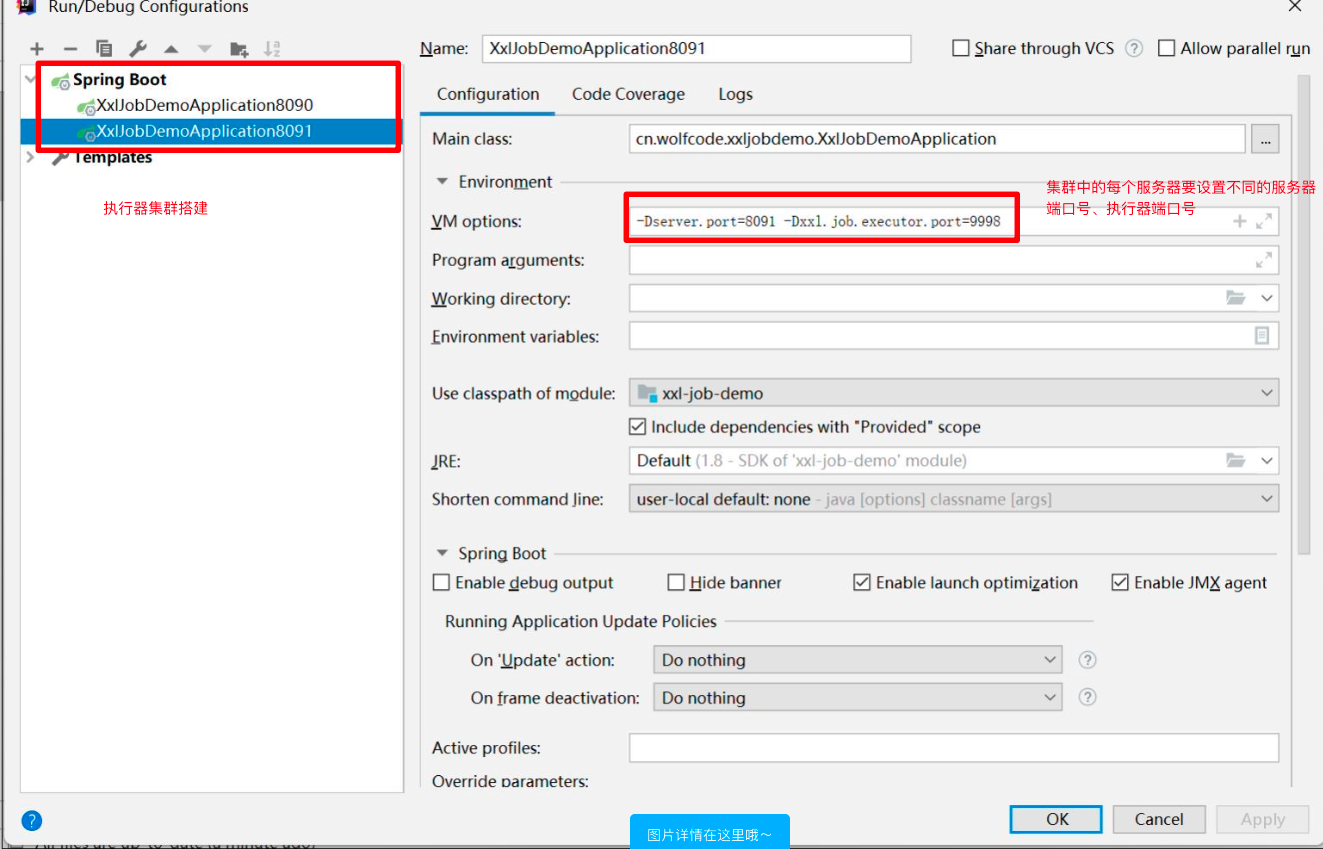 Run/Debug Configurations
Name: XxlJobDemoApplication8091 Share through VCS ? Allow parallel run
Spring Boot
XxlJobDemoApplication8090
XxlJobDemoApplication8091
Templates
执行器集群搭建
Configuration Code Coverage Logs
Main class: cn.wolfcode.xxljobdemo.XxlJobDemoApplication ...
Environment
集群中的每个服务器要设置不同的服务器
端口号、执行器端口号
VM options: -Dserver.port=8091 -Dxxl.job.executor.port=9998
Program arguments:
Working directory:
Environment variables:
Use classpath of module: xxl-job-demo
Include dependencies with "Provided" scope
JRE: Default (1.8 - SDK of 'xxl-job-demo' module)
Shorten command line: user-local default: none - java [options] classname [args]
Spring Boot
Enable debug output Hide banner Enable launch optimization Enable JMX agent
Running Application Update Policies
On 'Update' action: Do nothing ?
On frame deactivation: Do nothing ?
Active profiles:
Override parameters:
? OK Cancel Apply
图片详情在这里哦~
All files are up-to-date (a minute ago)